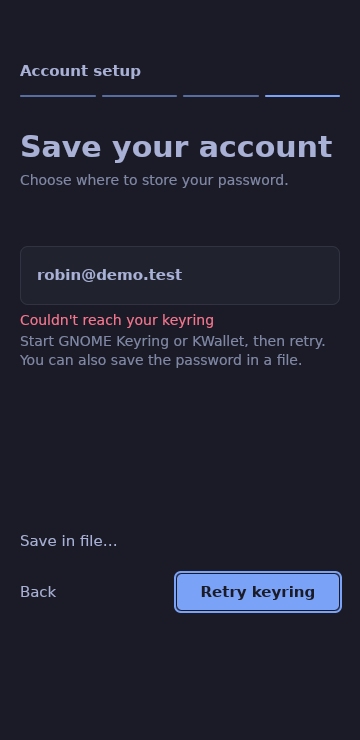 Account setup
Save your account
Choose where to store your password.
robin@demo.test
Couldn't reach your keyring
Start GNOME Keyring or KWallet, then retry.
You can also save the password in a file.
Save in file...
Back
Retry keyring